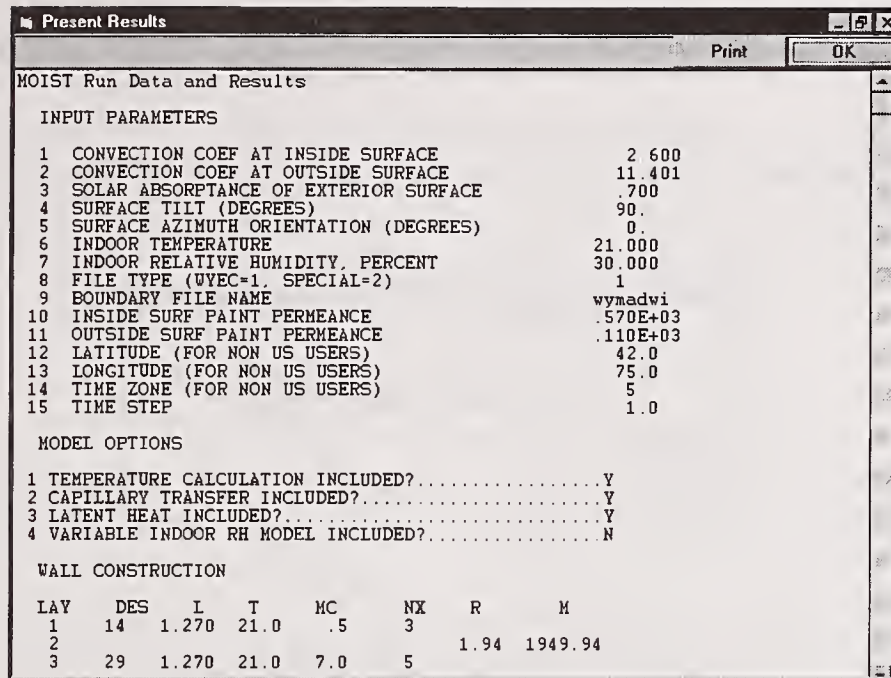 Present Results
Print OK
MOIST Run Data and Results
INPUT PARAMETERS
1 CONVECTION COEF AT INSIDE SURFACE 2.600
2 CONVECTION COEF AT OUTSIDE SURFACE 11.401
3 SOLAR ABSORPTANCE OF EXTERIOR SURFACE .700
4 SURFACE TILT (DEGREES) 90.
5 SURFACE AZIMUTH ORIENTATION (DEGREES) 0.
6 INDOOR TEMPERATURE 21.000
7 INDOOR RELATIVE HUMIDITY, PERCENT 30.000
8 FILE TYPE (WYEC=1, SPECIAL=2) 1
9 BOUNDARY FILE NAME wymadwi
10 INSIDE SURF PAINT PERMEANCE .570E+03
11 OUTSIDE SURF PAINT PERMEANCE .110E+03
12 LATITUDE (FOR NON US USERS) 42.0
13 LONGITUDE (FOR NON US USERS) 75.0
14 TIME ZONE (FOR NON US USERS) 5
15 TIME STEP 1.0
MODEL OPTIONS
1 TEMPERATURE CALCULATION INCLUDED?..................Y
2 CAPILLARY TRANSFER INCLUDED?.......................Y
3 LATENT HEAT INCLUDED?..............................Y
4 VARIABLE INDOOR RH MODEL INCLUDED?................N
WALL CONSTRUCTION
LAY DES L T MC NX R M
1 14 1.270 21.0 .5 3
2 1.94 1949.94
3 29 1.270 21.0 7.0 5